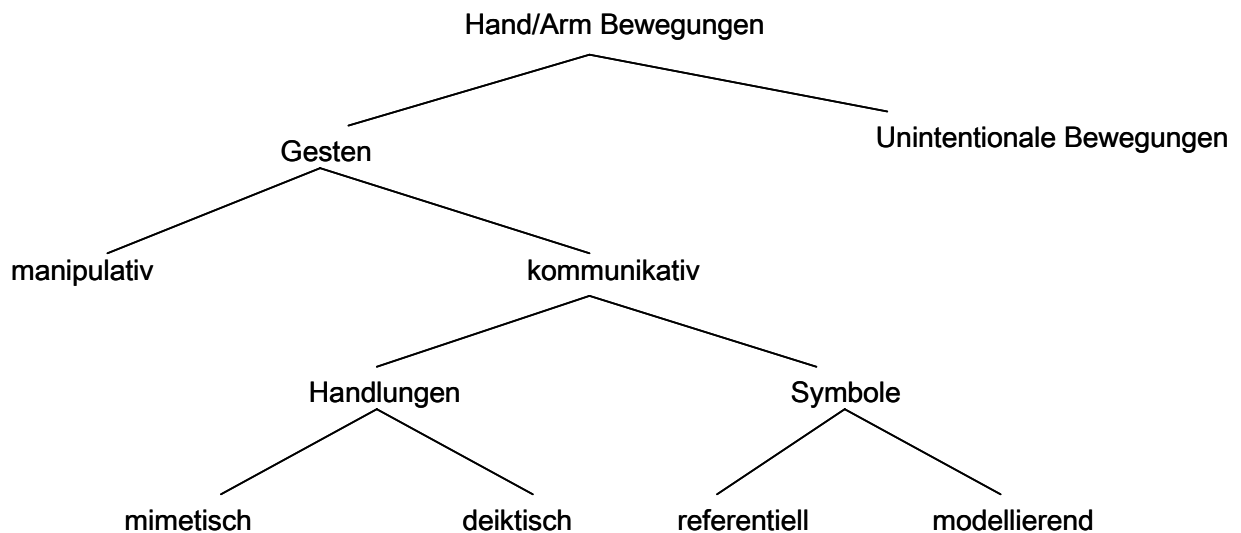 Hand/Arm Bewegungen
Gesten
Unintentionale Bewegungen
manipulativ
kommunikativ
Handlungen
Symbole
mimetisch
deiktisch
referentiell
modellierend